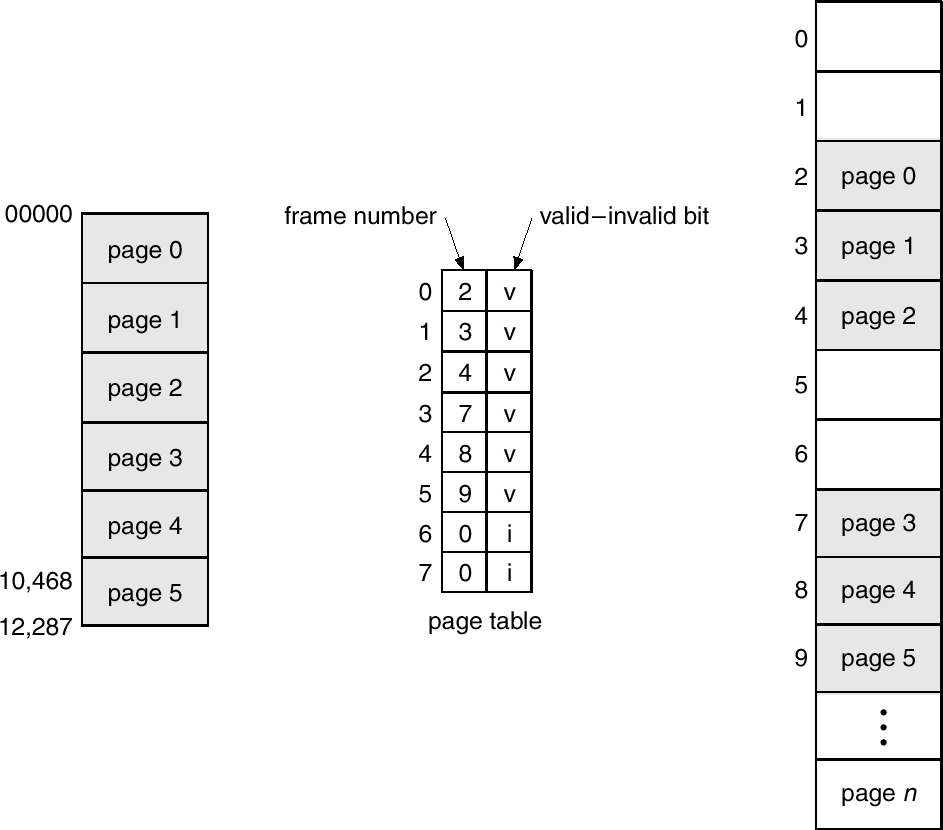 00000
page 0
page 1
page 2
page 3
page 4
10,468
page 5
12,287
frame number
valid–invalid bit
0 2 v
1 3 v
2 4 v
3 7 v
4 8 v
5 9 v
6 0 i
7 0 i
page table
0
1
2 page 0
3 page 1
4 page 2
5
6
7 page 3
8 page 4
9 page 5
page n